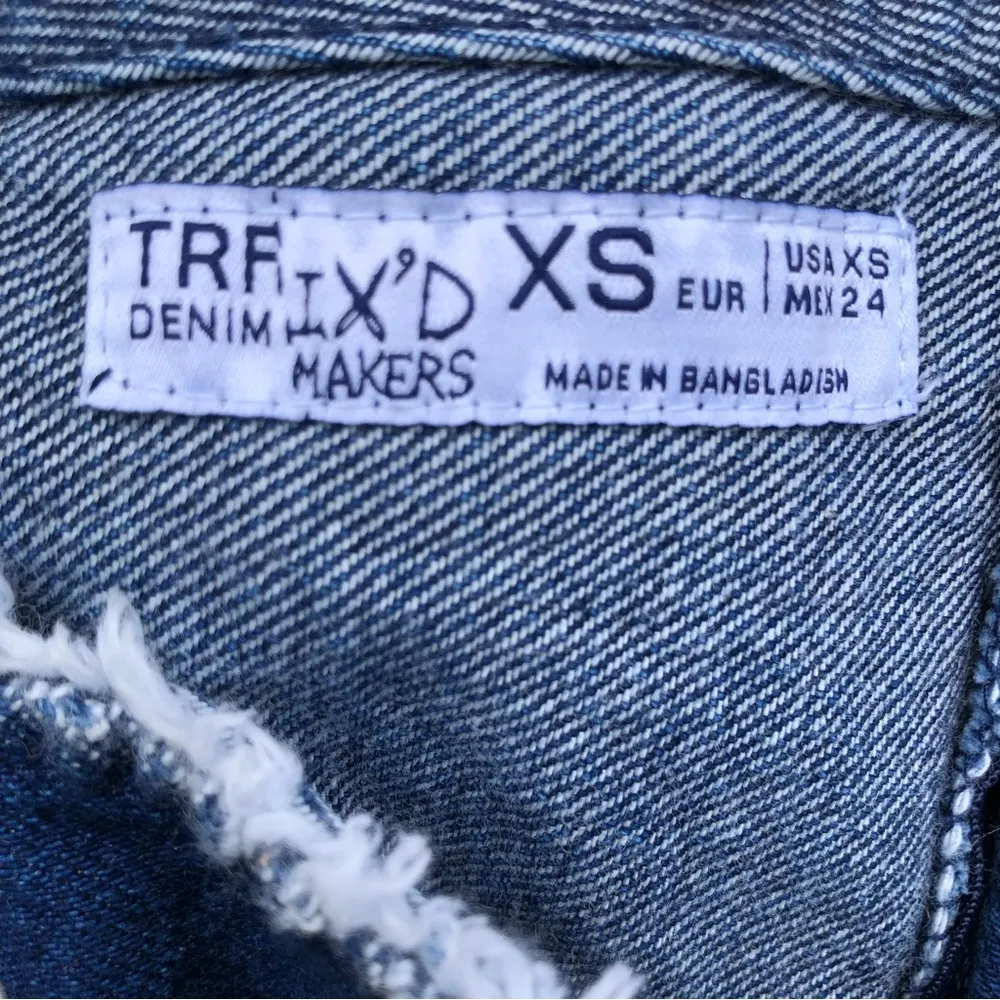 TRF
DENIM
IX'D
MAKERS
XS EUR
USA XS
MEX 24
MADE IN BANGLADISH